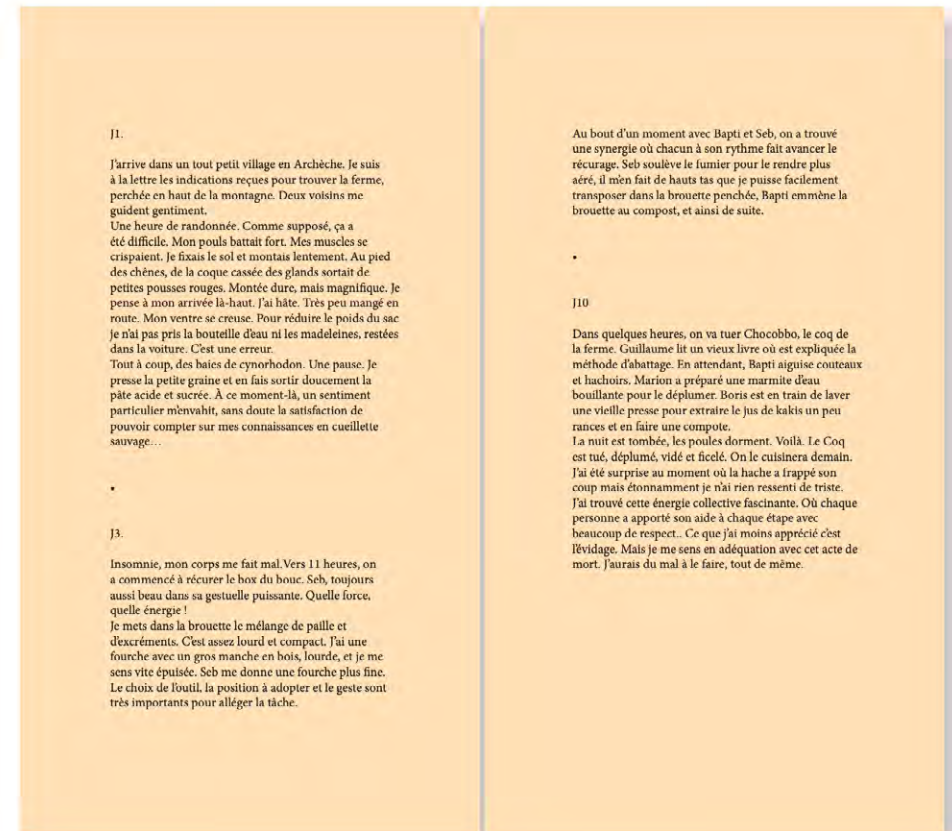 J1.
J'arrive dans un tout petit village en Archèche. Je suis
à la lettre les indications reçues pour trouver la ferme,
perchée en haut de la montagne. Deux voisins me
guident gentiment.
Une heure de randonnée. Comme supposé, ça a
été difficile. Mon pouls battait fort. Mes muscles se
crispaient. Je fixais le sol et montais lentement. Au pied
des chênes, de la coque cassée des glands sortait de
petites pousses rouges. Montée dure, mais magnifique. Je
pense à mon arrivée là-haut. J'ai hâte. Très peu mangé en
route. Mon ventre se creuse. Pour réduire le poids du sac
je n'ai pas pris la bouteille d'eau ni les madeleines, restées
dans la voiture. C'est une erreur.
Tout à coup, des baies de cynorhodon. Une pause. Je
presse la petite graine et en fais sortir doucement la
pâte acide et sucrée. À ce moment-là, un sentiment
particulier m'envahit, sans doute la satisfaction de
pouvoir compter sur mes connaissances en cueillette
sauvage…
•
J3.
Insomnie, mon corps me fait mal.Vers 11 heures, on
a commencé à récurer le box du bouc. Seb, toujours
aussi beau dans sa gestuelle puissante. Quelle force,
quelle énergie !
Je mets dans la brouette le mélange de paille et
d'excréments. C'est assez lourd et compact. J'ai une
fourche avec un gros manche en bois, lourde, et je me
sens vite épuisée. Seb me donne une fourche plus fine.
Le choix de l'outil, la position à adopter et le geste sont
très importants pour alléger la tâche.
Au bout d'un moment avec Bapti et Seb, on a trouvé
une synergie où chacun à son rythme fait avancer le
récurage. Seb soulève le fumier pour le rendre plus
aéré, il m'en fait de hauts tas que je puisse facilement
transposer dans la brouette penchée, Bapti emmène la
brouette au compost, et ainsi de suite.
•
J10
Dans quelques heures, on va tuer Chocobbo, le coq de
la ferme. Guillaume lit un vieux livre où est expliquée la
méthode d'abattage. En attendant, Bapti aiguise couteaux
et hachoirs. Marion a préparé une marmite d'eau
bouillante pour le déplumer. Boris est en train de laver
une vieille presse pour extraire le jus de kakis un peu
rances et en faire une compote.
La nuit est tombée, les poules dorment. Voilà. Le Coq
est tué, déplumé, vidé et ficelé. On le cuisinera demain.
J'ai été surprise au moment où la hache a frappé son
coup mais étonnamment je n'ai rien ressenti de triste.
J'ai trouvé cette énergie collective fascinante. Où chaque
personne a apporté son aide à chaque étape avec
beaucoup de respect.. Ce que j'ai moins apprécié c'est
l'évidage. Mais je me sens en adéquation avec cet acte de
mort. J'aurais du mal à le faire, tout de même.